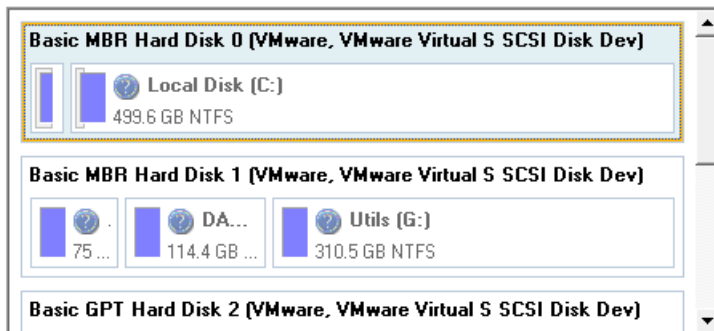 Basic MBR Hard Disk 0 (VMware, VMware Virtual S SCSI Disk Dev)
Local Disk (C:)
499.6 GB NTFS
Basic MBR Hard Disk 1 (VMware, VMware Virtual S SCSI Disk Dev)
. DA... Utils (G:)
75 ... 114.4 GB ... 310.5 GB NTFS
Basic GPT Hard Disk 2 (VMware, VMware Virtual S SCSI Disk Dev)